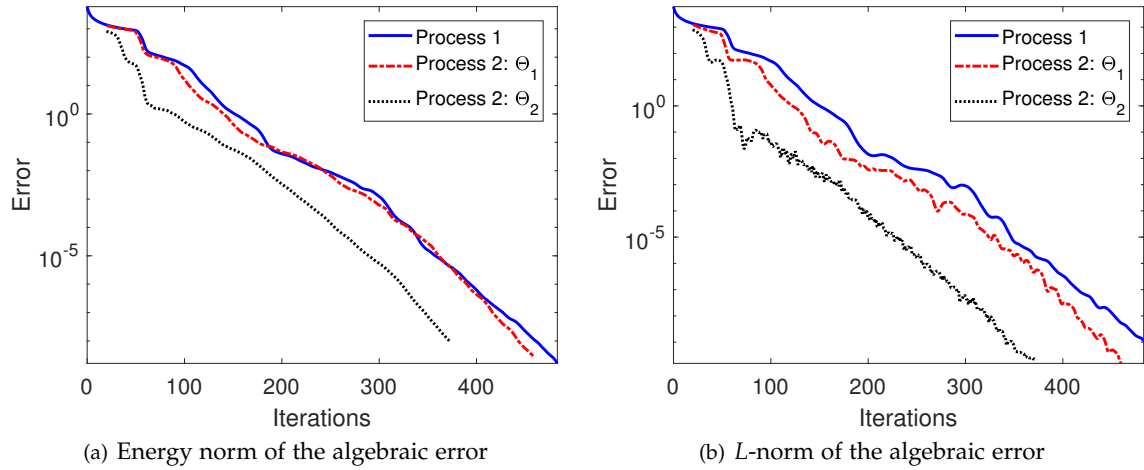 Process 1
Process 2: Θ1
Process 2: Θ2
10^0
10^-5
Error
0 100 200 300 400
Iterations
(a) Energy norm of the algebraic error
Process 1
Process 2: Θ1
Process 2: Θ2
10^0
10^-5
Error
0 100 200 300 400
Iterations
(b) L-norm of the algebraic error